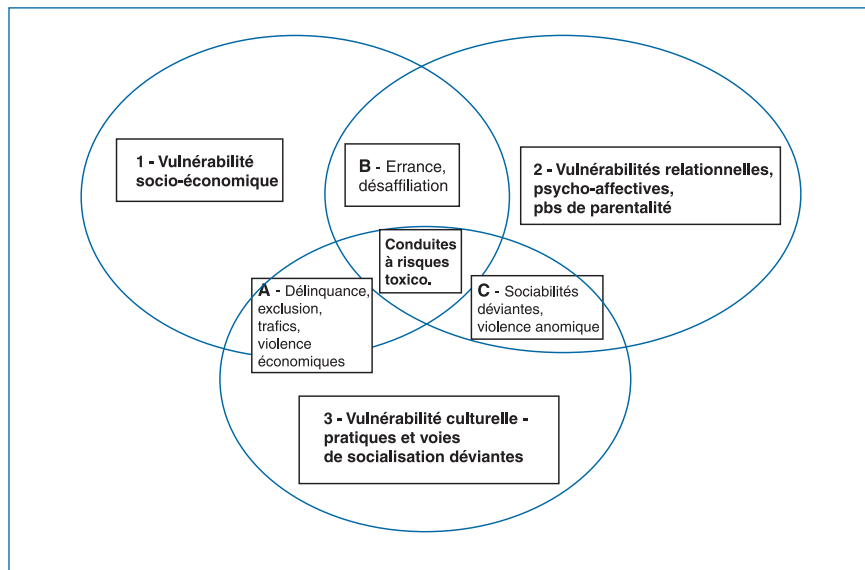 1 - Vulnérabilité
socio-économique
B - Errance,
désaffiliation
2 - Vulnérabilités relationnelles,
psycho-affectives,
pbs de parentalité
Conduites
à risques
toxico.
A - Délinquance,
exclusion,
trafics,
violence
économiques
C - Sociabilités
déviantes,
violence anomique
3 - Vulnérabilité culturelle -
pratiques et voies
de socialisation déviantes